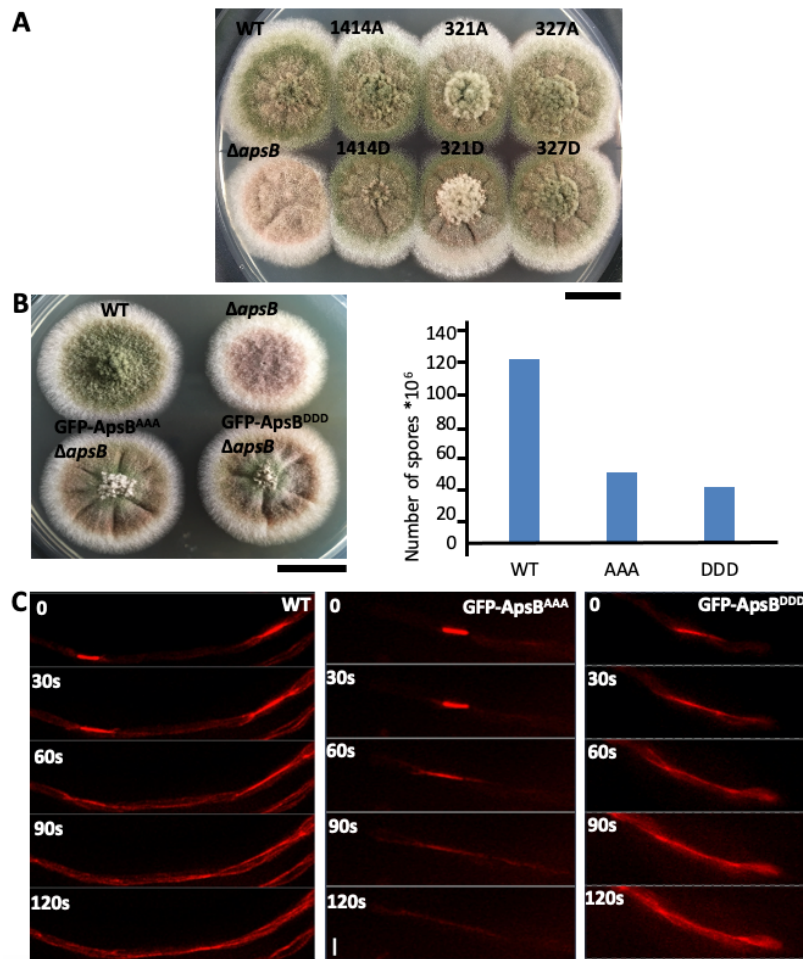 A
WT 1414A 321A 327A
ΔapsB 1414D 321D 327D
B
WT ΔapsB
GFP-ApsBᴬᴬᴬ GFP-ApsBᴰᴰᴰ
ΔapsB ΔapsB
Number of spores *10⁶
140
120
100
80
60
40
20
0
WT AAA DDD
C
0 WT
30s
60s
90s
120s
0 GFP-ApsBᴬᴬᴬ
30s
60s
90s
120s
0 GFP-ApsBᴰᴰᴰ
30s
60s
90s
120s